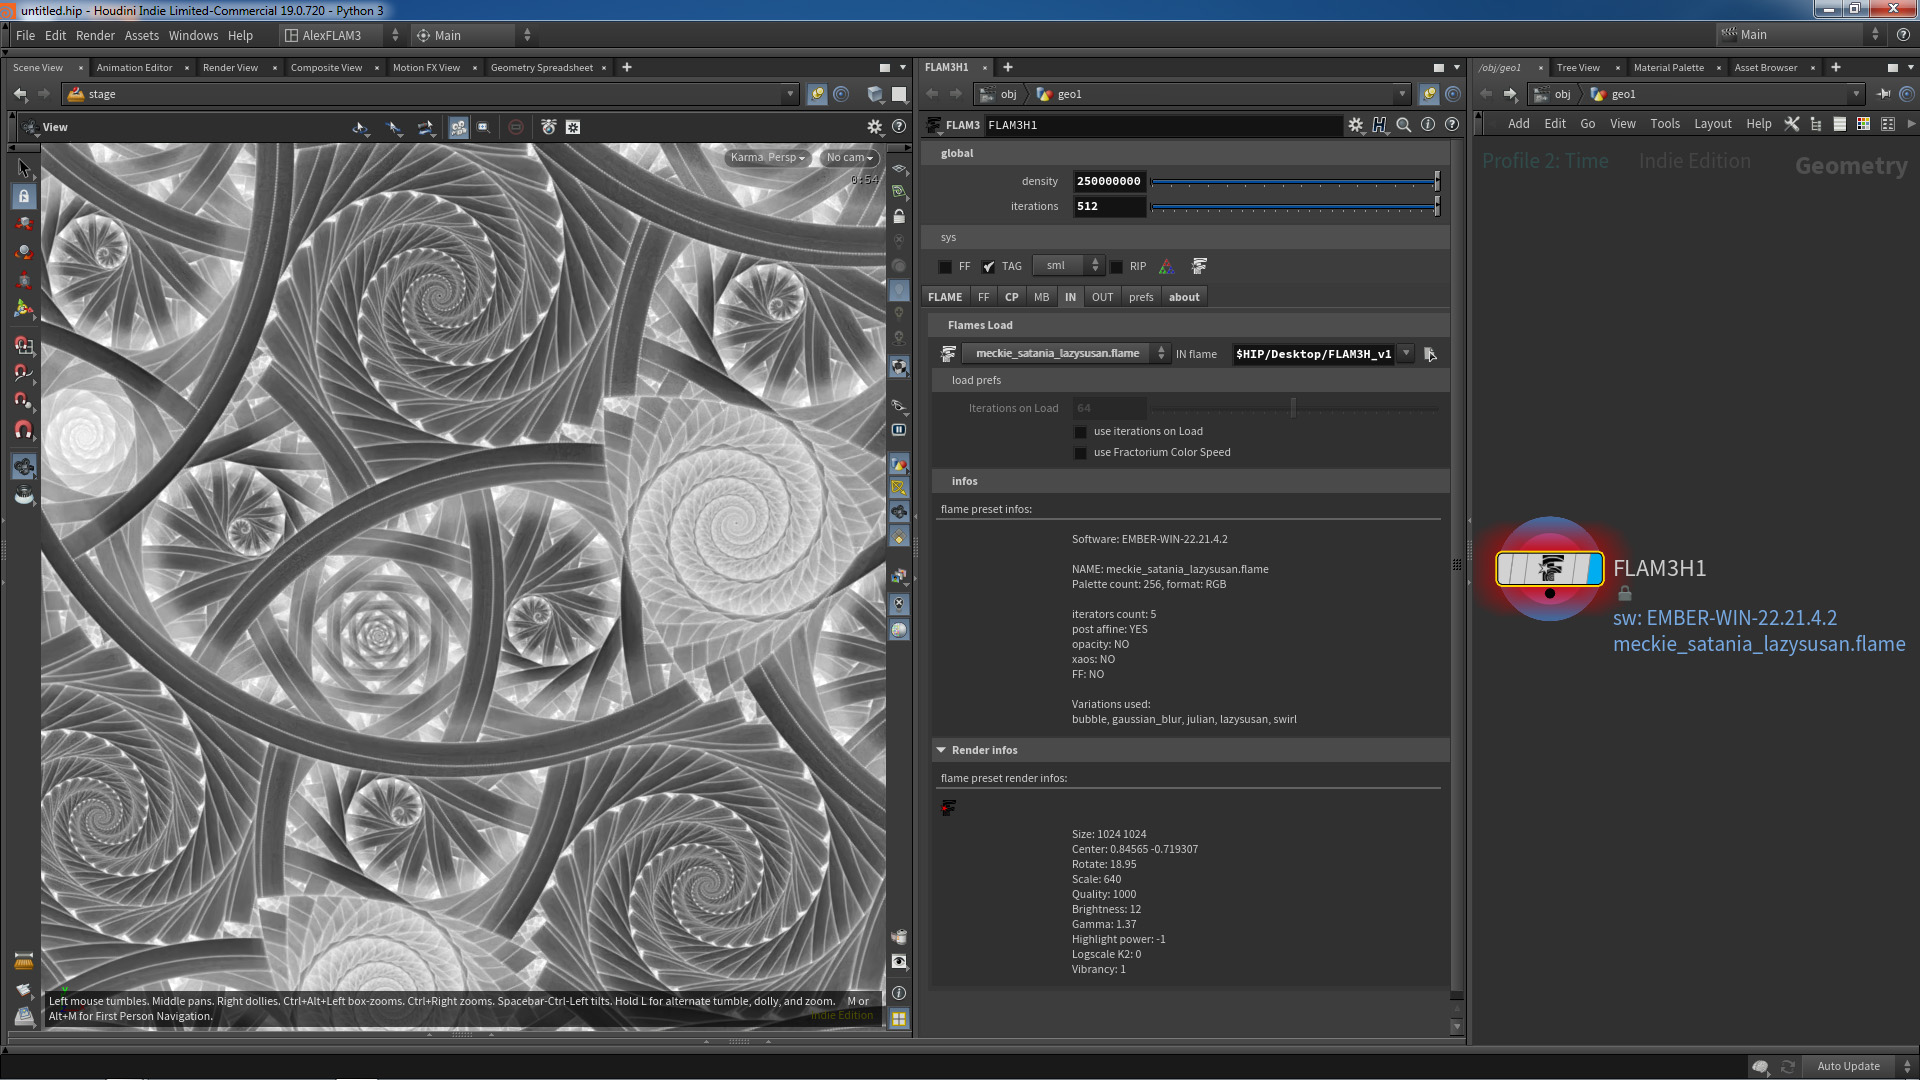 untitled.hip - Houdini Indie Limited-Commercial 19.0.720 - Python 3
File Edit Render Assets Windows Help AlexFLAM3 Main Main
Scene View Animation Editor Render View Composite View Motion FX View Geometry Spreadsheet
stage
View
Karma Persp No cam
0:54
Left mouse tumbles. Middle pans. Right dollies. Ctrl+Alt+Left box-zooms. Ctrl+Right zooms. Spacebar-Ctrl-Left tilts. Hold L for alternate tumble, dolly, and zoom. M or
Alt+M for First Person Navigation.
Indie Edition
FLAM3H1
obj geo1
FLAM3 FLAM3H1
global
density 250000000
iterations 512
sys
FF TAG sml RIP
FLAME FF CP MB IN OUT prefs about
Flames Load
meckie_satania_lazysusan.flame IN flame $HIP/Desktop/FLAM3H_v1
load prefs
Iterations on Load 64
use iterations on Load
use Fractorium Color Speed
infos
flame preset infos:
Software: EMBER-WIN-22.21.4.2
NAME: meckie_satania_lazysusan.flame
Palette count: 256, format: RGB
iterators count: 5
post affine: YES
opacity: NO
xaos: NO
FF: NO
Variations used:
bubble, gaussian_blur, julian, lazysusan, swirl
Render infos
flame preset render infos:
Size: 1024 1024
Center: 0.84565 -0.719307
Rotate: 18.95
Scale: 640
Quality: 1000
Brightness: 12
Gamma: 1.37
Highlight power: -1
Logscale K2: 0
Vibrancy: 1
/obj/geo1 Tree View Material Palette Asset Browser
obj geo1
Add Edit Go View Tools Layout Help
Profile 2: Time Indie Edition Geometry
FLAM3H1
sw: EMBER-WIN-22.21.4.2
meckie_satania_lazysusan.flame
Auto Update